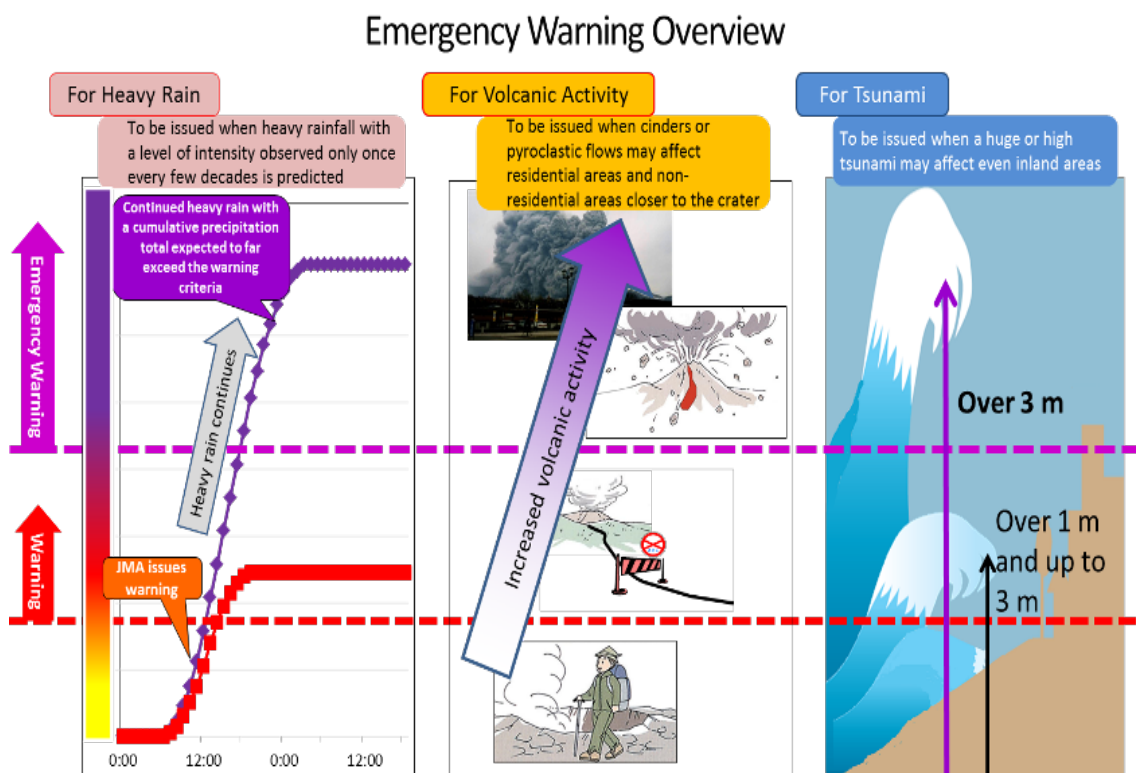 Emergency Warning Overview
For Heavy Rain
To be issued when heavy rainfall with
a level of intensity observed only once
every few decades is predicted
For Volcanic Activity
To be issued when cinders or
pyroclastic flows may affect
residential areas and non-
residential areas closer to the crater
For Tsunami
To be issued when a huge or high
tsunami may affect even inland areas
Emergency Warning
Warning
Continued heavy rain with
a cumulative precipitation
total expected to far
exceed the warning
criteria
Heavy rain continues
JMA issues
warning
0:00
12:00
0:00
12:00
Increased volcanic activity
Over 3 m
Over 1 m
and up to
3 m